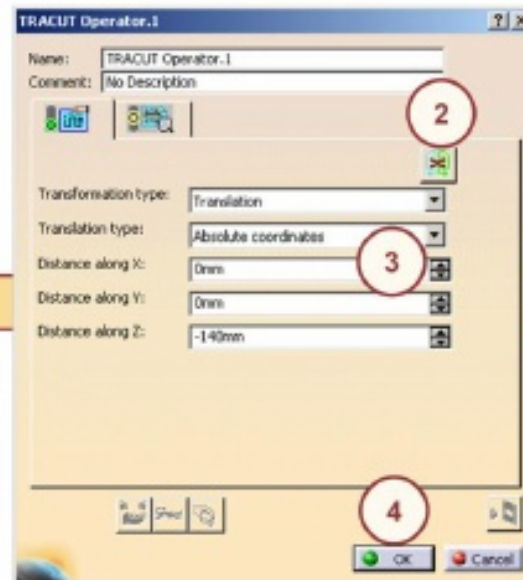 TRACUT Operator.1
Name: TRACUT Operator.1
Comment: No Description
2
Transformation type: Translation
Translation type: Absolute coordinates
3
Distance along X: 0mm
Distance along Y: 0mm
Distance along Z: -140mm
4
OK Cancel